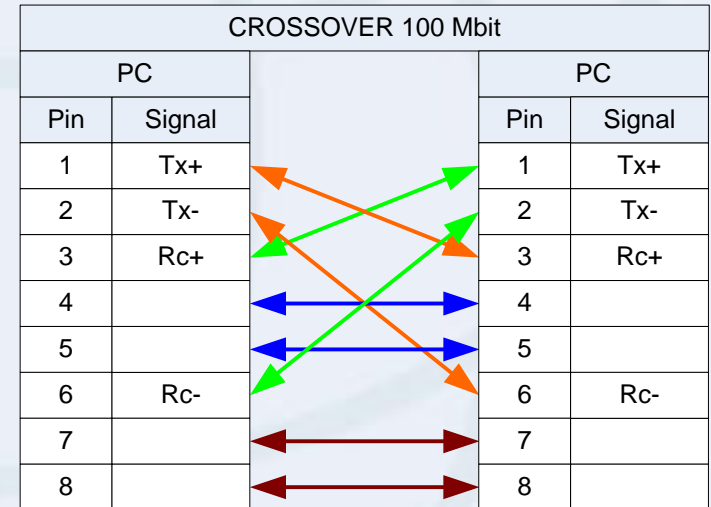 CROSSOVER 100 Mbit
PC PC
Pin Signal Pin Signal
1 Tx+ 1 Tx+
2 Tx- 2 Tx-
3 Rc+ 3 Rc+
4 4
5 5
6 Rc- 6 Rc-
7 7
8 8